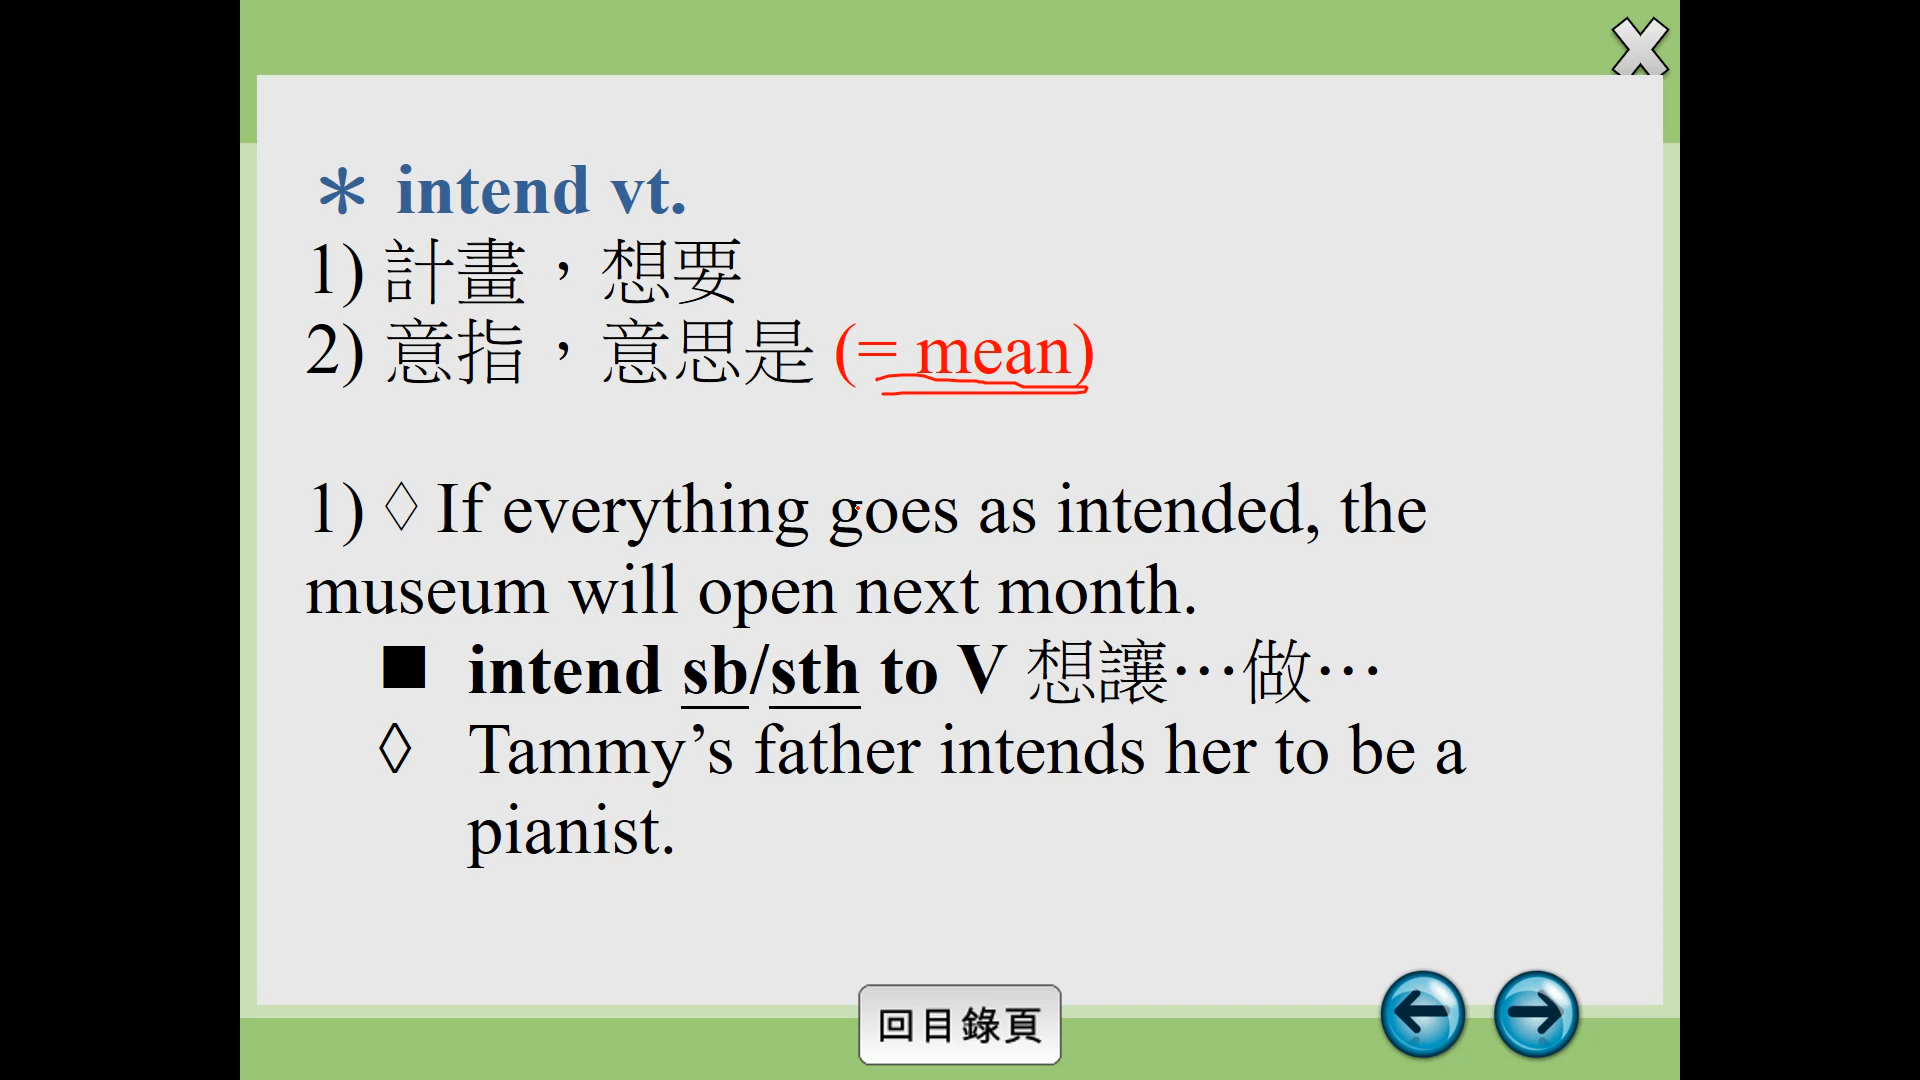 ＊ intend vt.
1) 計畫，想要
2) 意指，意思是 (= mean)
1) ◊ If everything goes as intended, the
museum will open next month.
■ intend sb/sth to V 想讓…做…
◊ Tammy’s father intends her to be a
pianist.
回目錄頁